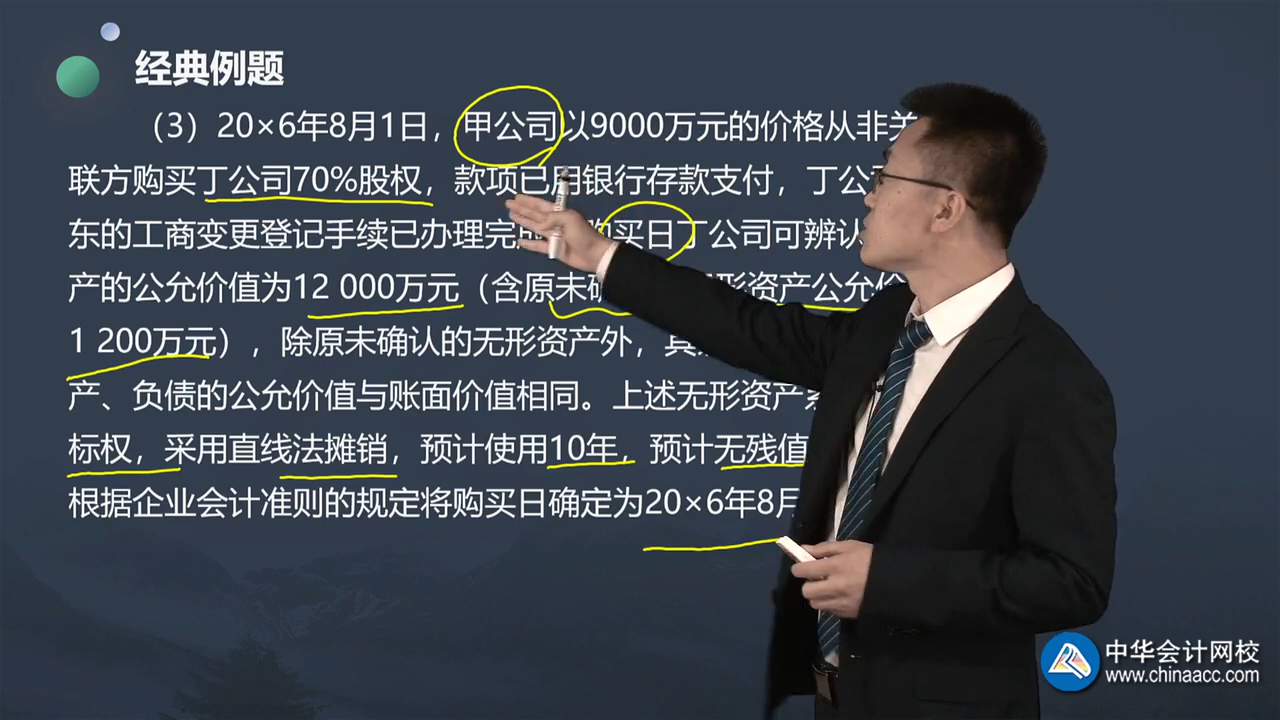 经典例题
（3）20×6年8月1日，甲公司以9000万元的价格从非关
联方购买丁公司70%股权，款项已用银行存款支付，丁公
东的工商变更登记手续已办理完 买日丁公司可辨认
产的公允价值为12 000万元（含原未 形资产公允
1 200万元），除原未确认的无形资产外，其
产、负债的公允价值与账面价值相同。上述无形资产
标权，采用直线法摊销，预计使用10年，预计无残值
根据企业会计准则的规定将购买日确定为20×6年8月
中华会计网校
www.chinaacc.com